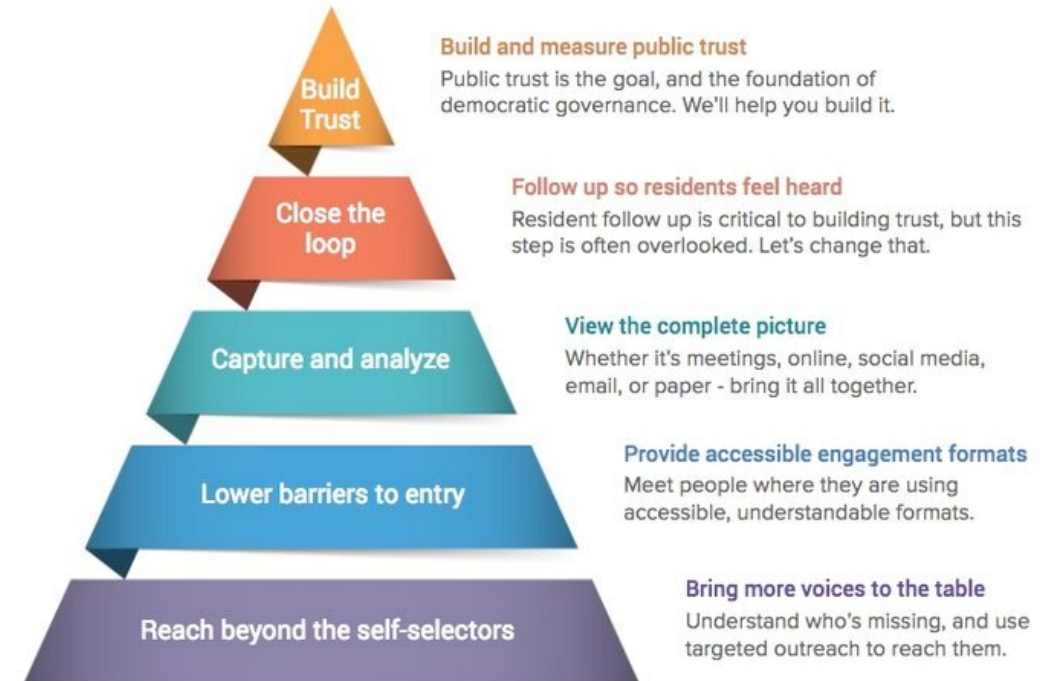 Build
Trust
Build and measure public trust
Public trust is the goal, and the foundation of
democratic governance. We'll help you build it.
Close the
loop
Follow up so residents feel heard
Resident follow up is critical to building trust, but this
step is often overlooked. Let's change that.
Capture and analyze
View the complete picture
Whether it's meetings, online, social media,
email, or paper - bring it all together.
Lower barriers to entry
Provide accessible engagement formats
Meet people where they are using
accessible, understandable formats.
Reach beyond the self-selectors
Bring more voices to the table
Understand who's missing, and use
targeted outreach to reach them.